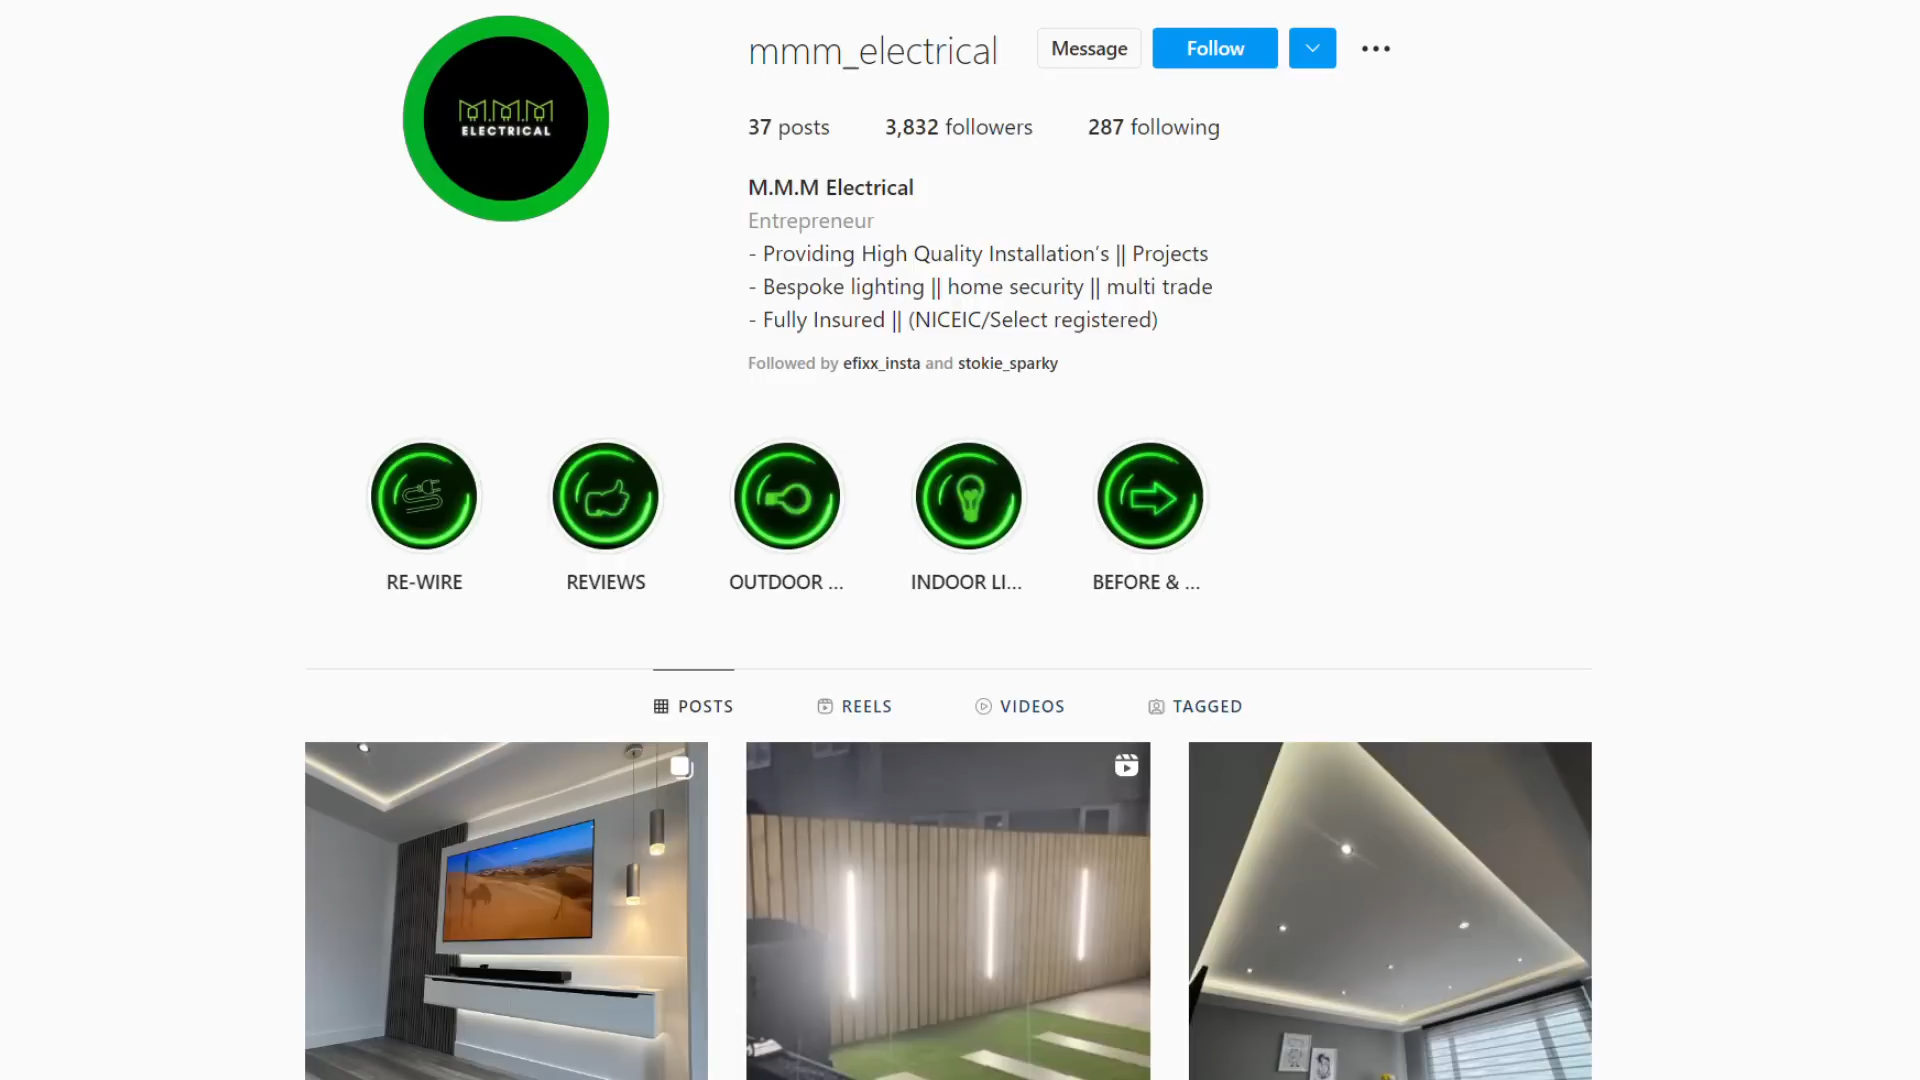 M.M.M
ELECTRICAL
mmm_electrical
Message
Follow
37 posts
3,832 followers
287 following
M.M.M Electrical
Entrepreneur
- Providing High Quality Installation’s || Projects
- Bespoke lighting || home security || multi trade
- Fully Insured || (NICEIC/Select registered)
Followed by efixx_insta and stokie_sparky
RE-WIRE
REVIEWS
OUTDOOR ...
INDOOR LI...
BEFORE & ...
POSTS
REELS
VIDEOS
TAGGED